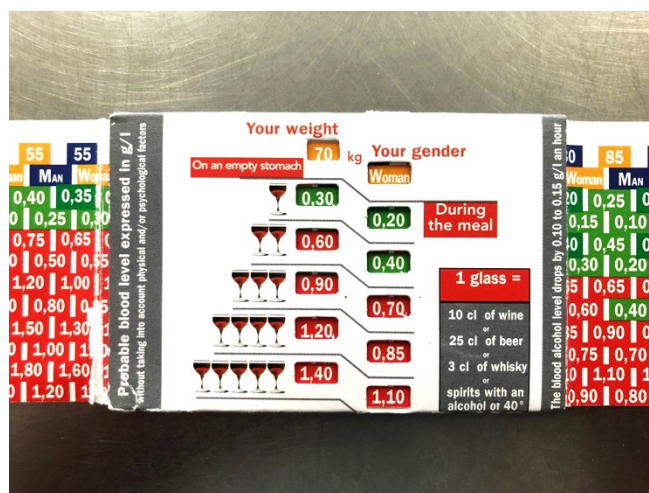 55 55
MAN Wo
0,40 0,35
0,25 0,30
0,75 0,65
0,50 0,55
1,20 1,00
0,80
1,50 1,30
1,00
1,80 1,60
1,20
Probable blood level expressed in g/l
without taking into account physical and/or psychological factors
Your weight
70 kg
Your gender
Woman
On an empty stomach
During
the meal
0,30
0,20
0,60
0,40
0,90
0,70
1,20
0,85
1,40
1,10
1 glass =
10 cl of wine
or
25 cl of beer
or
3 cl of whisky
or
spirits with an
alcohol or 40°
The blood alcohol level drops by 0.10 to 0.15 g/l an hour
85
Woman MAN
0,25
0,15 0,10
0,45
0,30 0,20
0,65
0,60 0,40
0,90
0,75 0,70
1,10
0,90 0,80